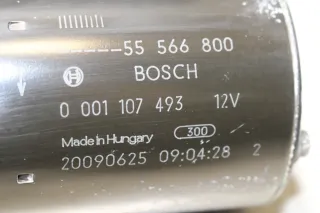 ------55 566 800
BOSCH
0 001 107 493 12V
Made in Hungary 300
20090625 09:04:28 2